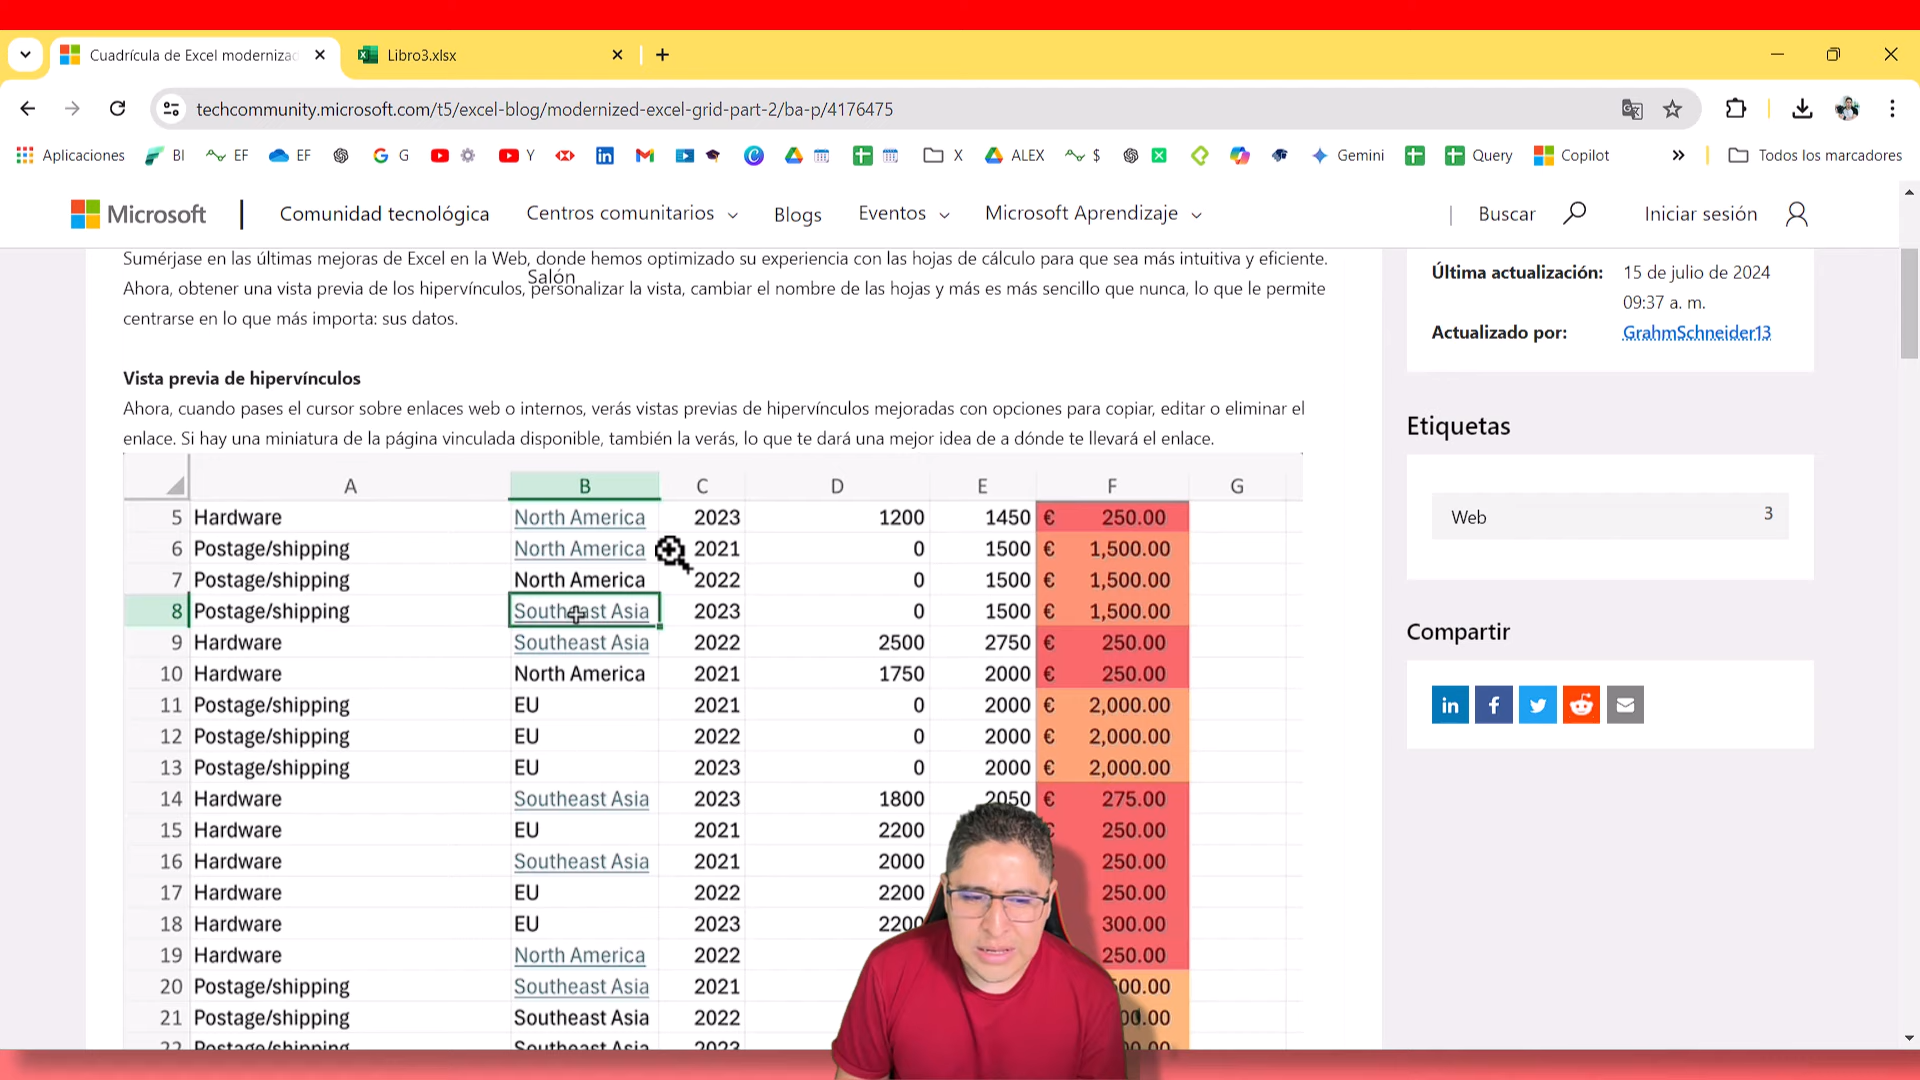 Cuadrícula de Excel modernizad
Libro3.xlsx
techcommunity.microsoft.com/t5/excel-blog/modernized-excel-grid-part-2/ba-p/4176475
Aplicaciones BI EF EF G Y X ALEX $ Gemini Query Copilot Todos los marcadores
Microsoft Comunidad tecnológica Centros comunitarios Blogs Eventos Microsoft Aprendizaje Buscar Iniciar sesión
Sumérjase en las últimas mejoras de Excel en la Web, donde hemos optimizado su experiencia con las hojas de cálculo para que sea más intuitiva y eficiente.
Salón
Ahora, obtener una vista previa de los hipervínculos, personalizar la vista, cambiar el nombre de las hojas y más es más sencillo que nunca, lo que le permite
centrarse en lo que más importa: sus datos.
Vista previa de hipervínculos
Ahora, cuando pases el cursor sobre enlaces web o internos, verás vistas previas de hipervínculos mejoradas con opciones para copiar, editar o eliminar el
enlace. Si hay una miniatura de la página vinculada disponible, también la verás, lo que te dará una mejor idea de a dónde te llevará el enlace.
A B C D E F G
5 Hardware North America 2023 1200 1450 € 250.00
6 Postage/shipping North America 2021 0 1500 € 1,500.00
7 Postage/shipping North America 2022 0 1500 € 1,500.00
8 Postage/shipping Southeast Asia 2023 0 1500 € 1,500.00
9 Hardware Southeast Asia 2022 2500 2750 € 250.00
10 Hardware North America 2021 1750 2000 € 250.00
11 Postage/shipping EU 2021 0 2000 € 2,000.00
12 Postage/shipping EU 2022 0 2000 € 2,000.00
13 Postage/shipping EU 2023 0 2000 € 2,000.00
14 Hardware Southeast Asia 2023 1800 2050 € 275.00
15 Hardware EU 2021 2200 € 250.00
16 Hardware Southeast Asia 2021 2000 250.00
17 Hardware EU 2022 2200 250.00
18 Hardware EU 2023 2200 300.00
19 Hardware North America 2022 250.00
20 Postage/shipping Southeast Asia 2021 00.00
21 Postage/shipping Southeast Asia 2022 00.00
22 Postage/shipping Southeast Asia 2023
Última actualización: 15 de julio de 2024
09:37 a. m.
Actualizado por: GrahmSchneider13
Etiquetas
Web 3
Compartir
in f